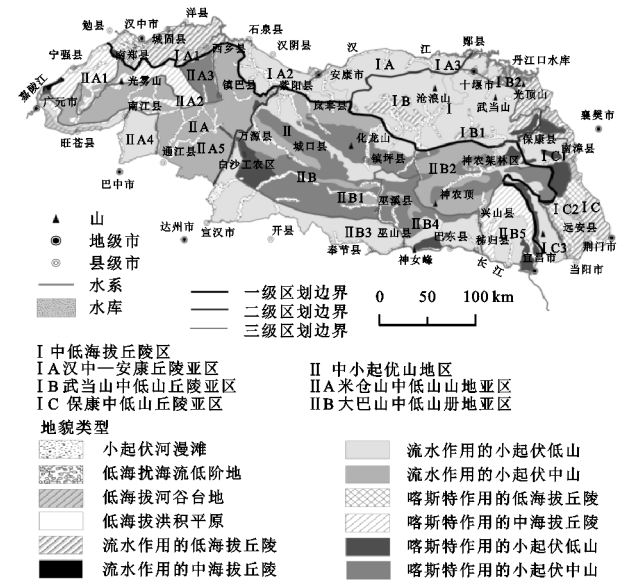 洋县
勉县
汉中市
城固县
石泉县
汉阴县
宁强县
南郑县
ⅠA1
西乡县
汉
江
郧县
嘉陵江
ⅡA1
光雾山
ⅡA3
镇巴县
ⅠA2
紫阳县
安康市
ⅠA
ⅠA3
丹江口水库
十堰市
ⅠB2
广元市
南江县
ⅡA2
岚皋县
ⅠB
沧浪山
Ⅰ
武当山
光顶山
襄樊市
旺苍县
ⅡA4
ⅡA
万源县
Ⅱ
化龙山
ⅠB1
保康县
南漳县
通江县
ⅡA5
城口县
镇坪县
神农架林区
ⅠC1
白沙工农区
ⅡB2
巴中市
ⅡB
神农顶
ⅡB1
巫溪县
兴山县
ⅠC2
ⅠC
达州市
宣汉市
开县
ⅡB3
巫山县
ⅡB4
巴东县
秭归县
ⅡB5
远安县
荆门市
奉节县
神女峰
长江
宜昌市
ⅠC3
当阳市
山
地级市
县级市
水系
水库
一级区划边界
二级区划边界
三级区划边界
0 50 100 km
Ⅰ中低海拔丘陵区
ⅠA汉中—安康丘陵亚区
ⅠB武当山中低山丘陵亚区
ⅠC 保康中低山丘陵亚区
Ⅱ 中小起优山地区
ⅡA米仓山中低山山地亚区
ⅡB大巴山中低山册地亚区
地貌类型
小起伏河漫滩
低海扰海流低阶地
低海拔河谷台地
低海拔洪积平原
流水作用的低海拔丘陵
流水作用的中海拔丘陵
流水作用的小起伏低山
流水作用的小起伏中山
喀斯特作用的低海拔丘陵
喀斯特作用的中海拔丘陵
喀斯特作用的小起伏低山
喀斯特作用的小起伏中山